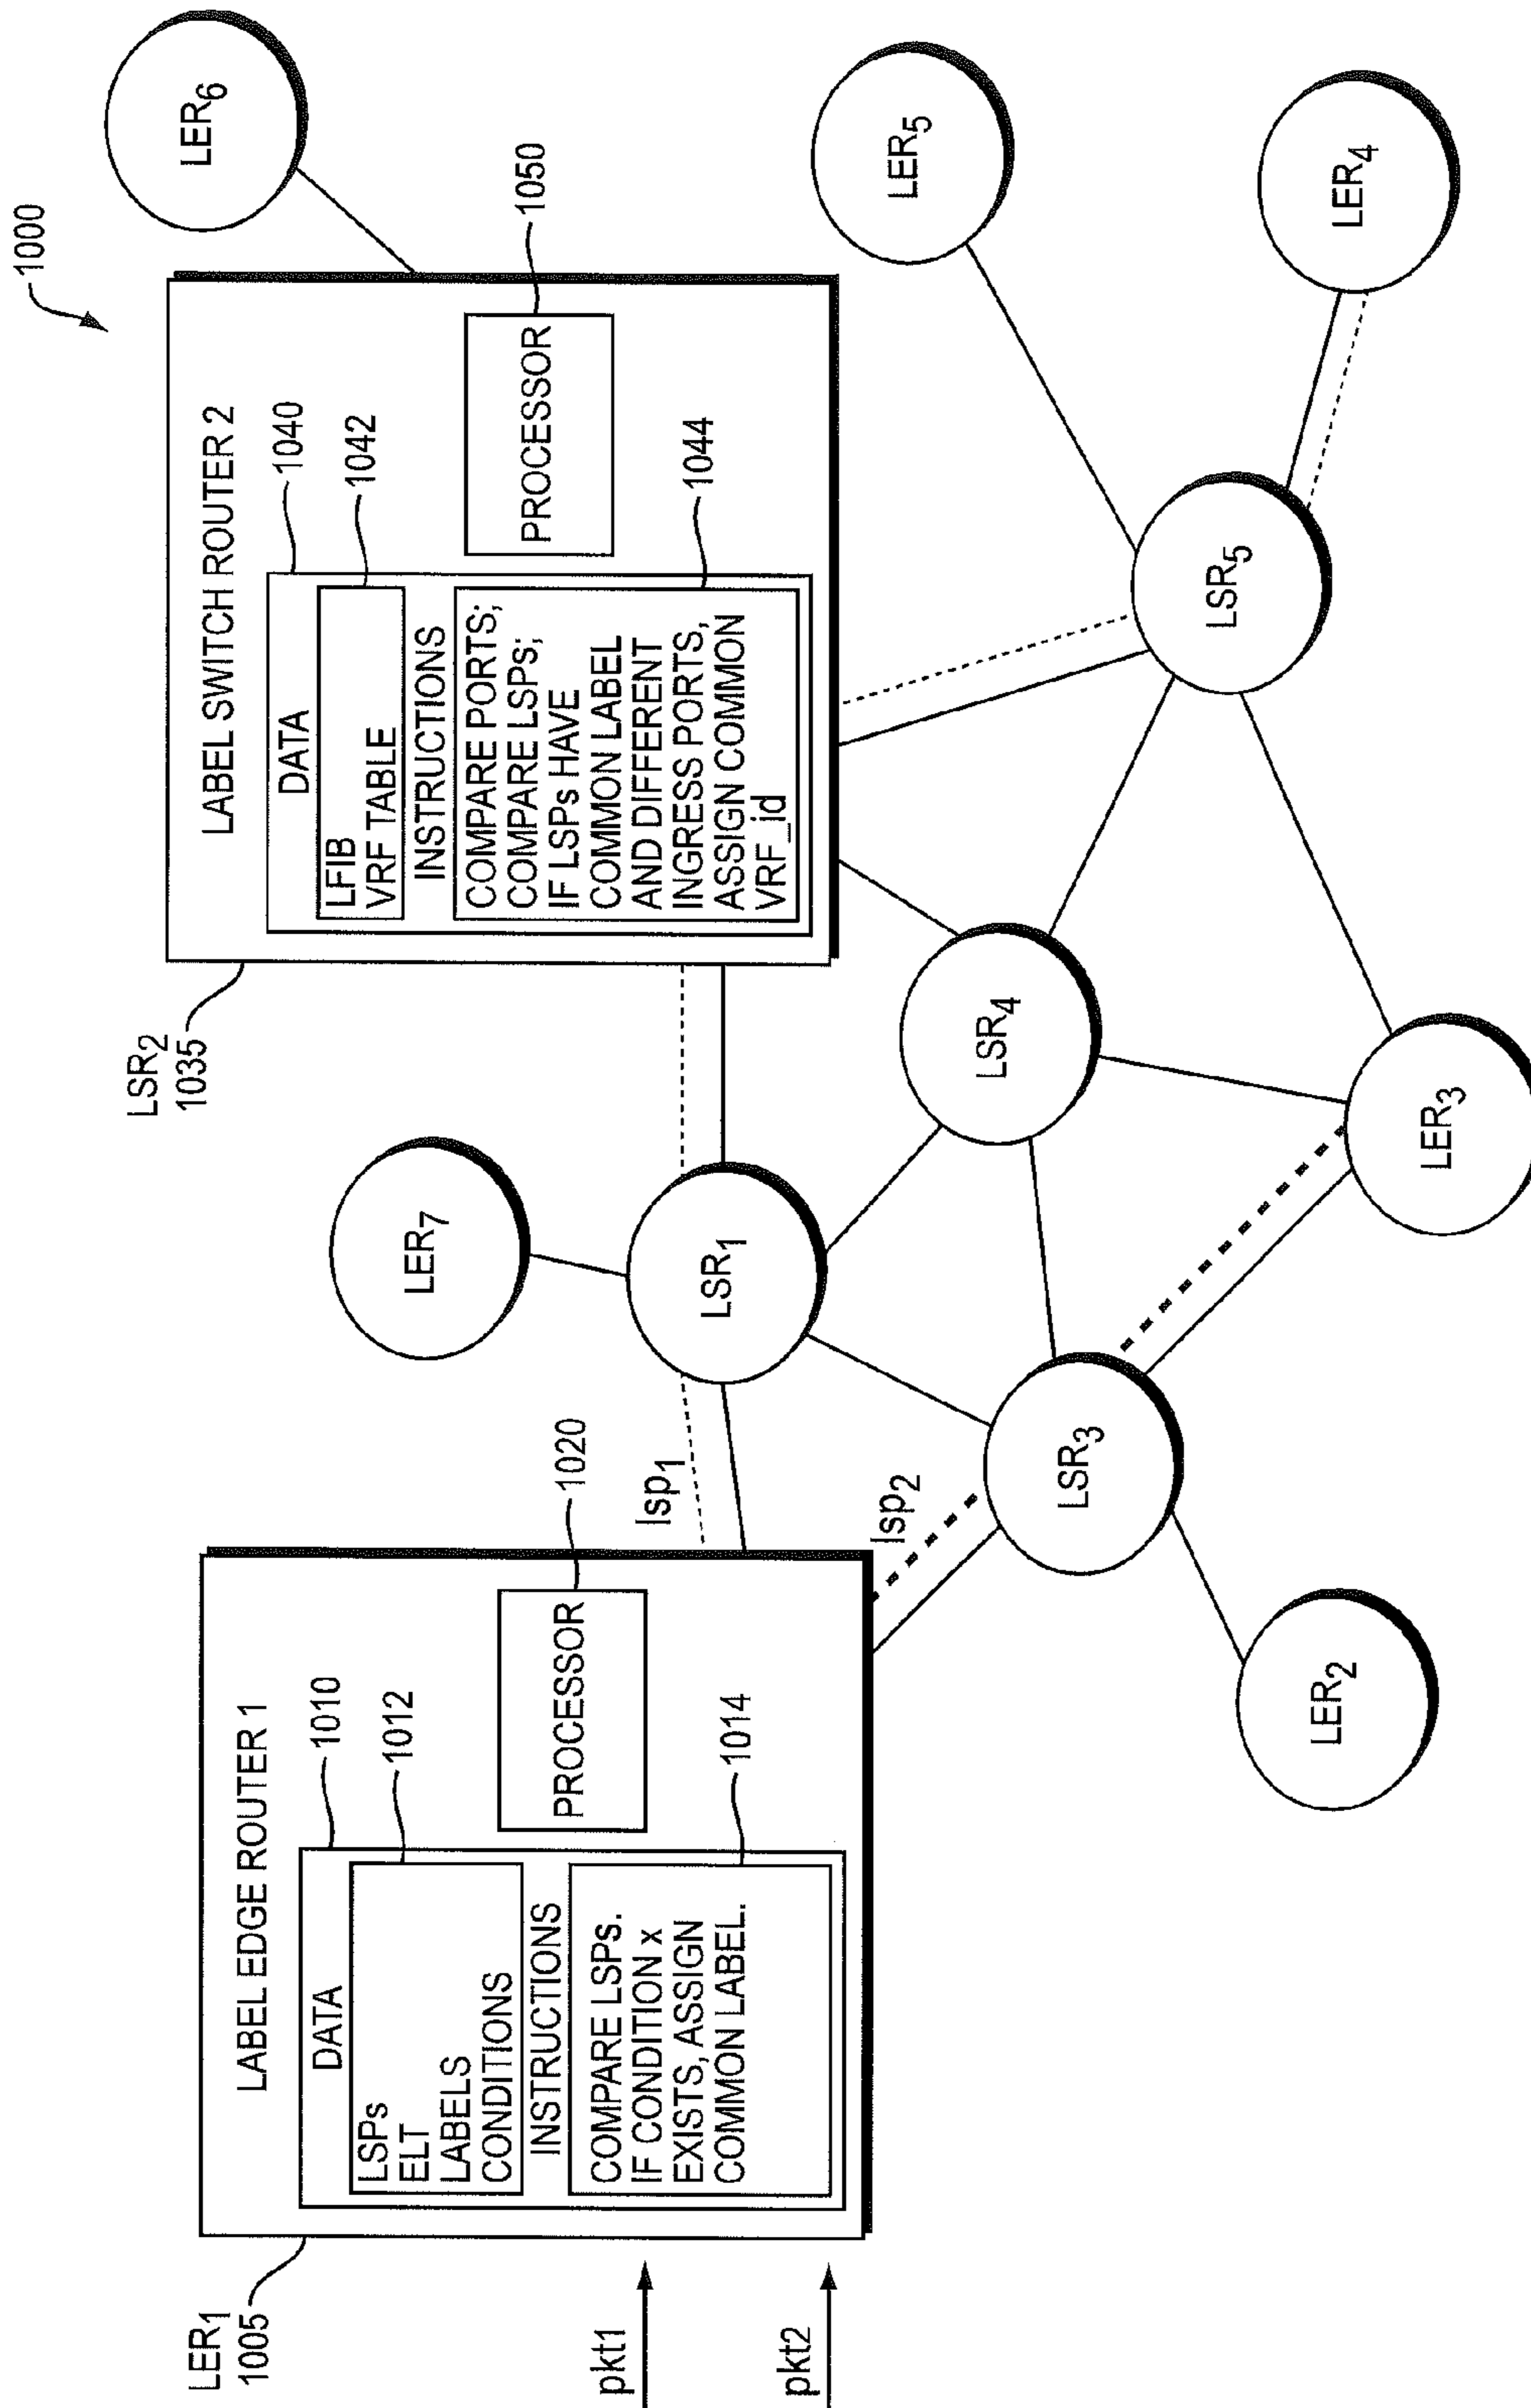 1000
LER1
1005
LABEL EDGE ROUTER 1
DATA
1010
LSPs
ELT
LABELS
CONDITIONS
1012
INSTRUCTIONS
COMPARE LSPs.
IF CONDITION x
EXISTS, ASSIGN
COMMON LABEL.
1014
PROCESSOR
1020
pkt1
pkt2
lsp1
lsp2
LSR2
1035
LABEL SWITCH ROUTER 2
DATA
1040
LFIB
VRF TABLE
1042
INSTRUCTIONS
COMPARE PORTS;
COMPARE LSPs;
IF LSPs HAVE
COMMON LABEL
AND DIFFERENT
INGRESS PORTS,
ASSIGN COMMON
VRF_id
1044
PROCESSOR
1050
LER7
LER6
LSR1
LSR4
LER5
LSR3
LSR5
LER2
LER3
LER4